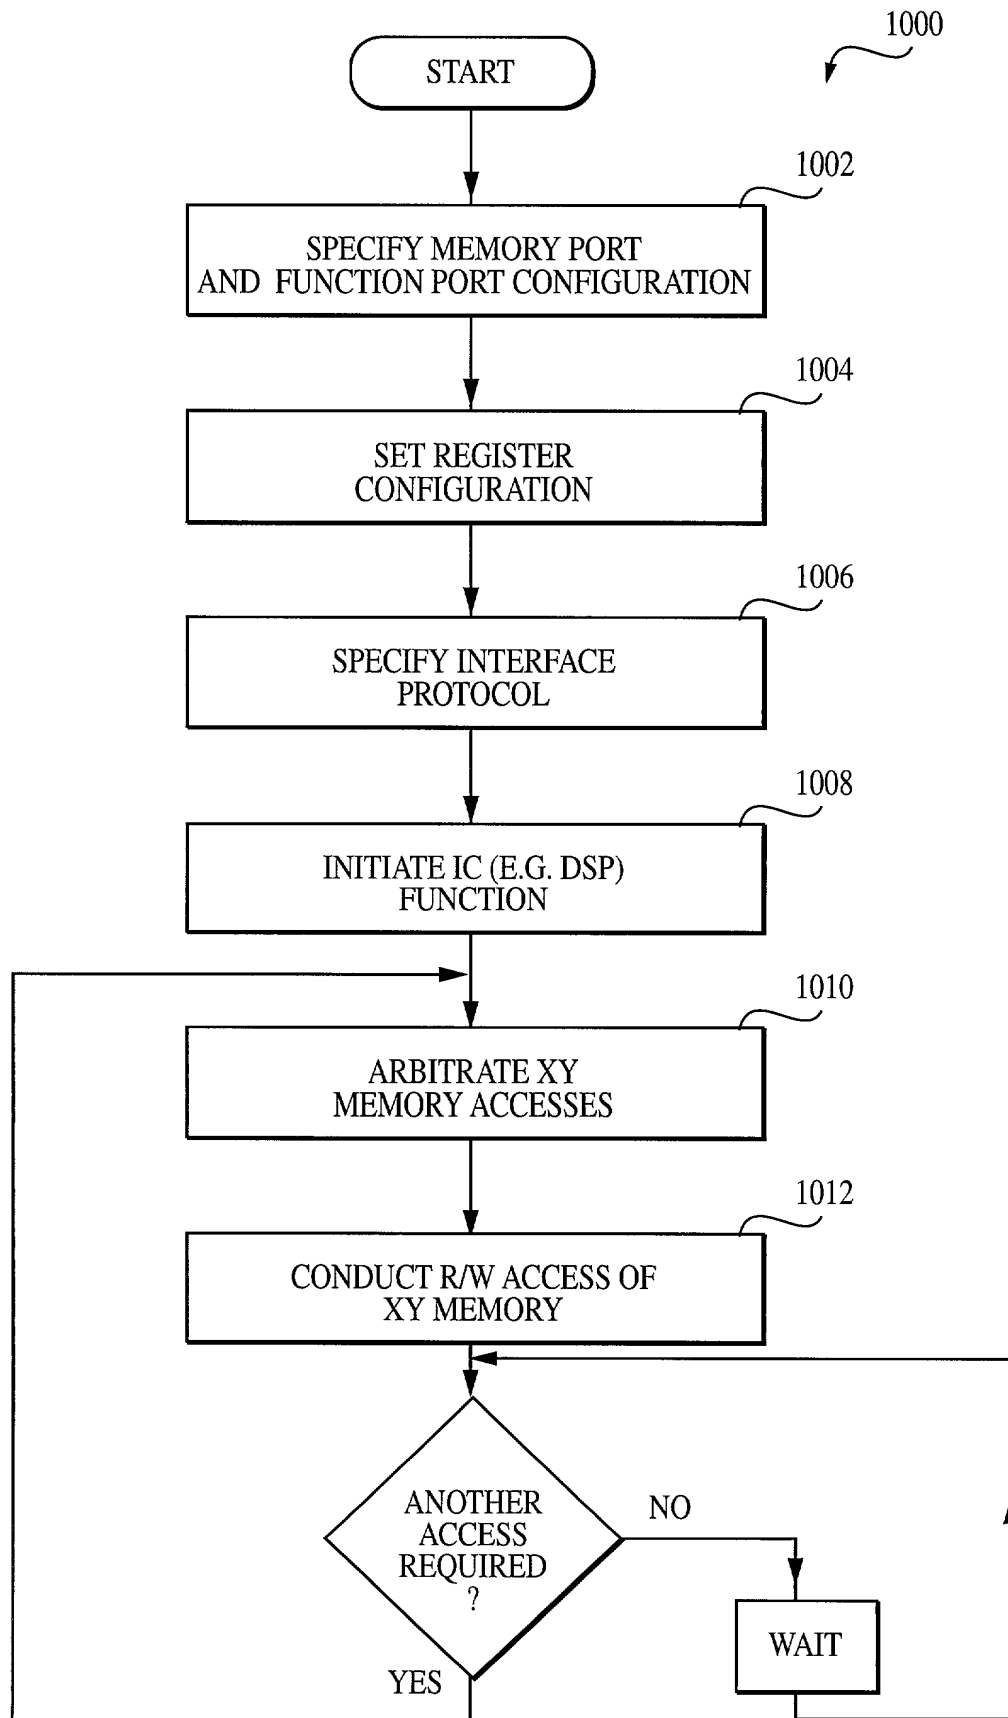 1000
START
1002
SPECIFY MEMORY PORT
AND FUNCTION PORT CONFIGURATION
1004
SET REGISTER
CONFIGURATION
1006
SPECIFY INTERFACE
PROTOCOL
1008
INITIATE IC (E.G. DSP)
FUNCTION
1010
ARBITRATE XY
MEMORY ACCESSES
1012
CONDUCT R/W ACCESS OF
XY MEMORY
ANOTHER
ACCESS
REQUIRED
?
NO
WAIT
YES